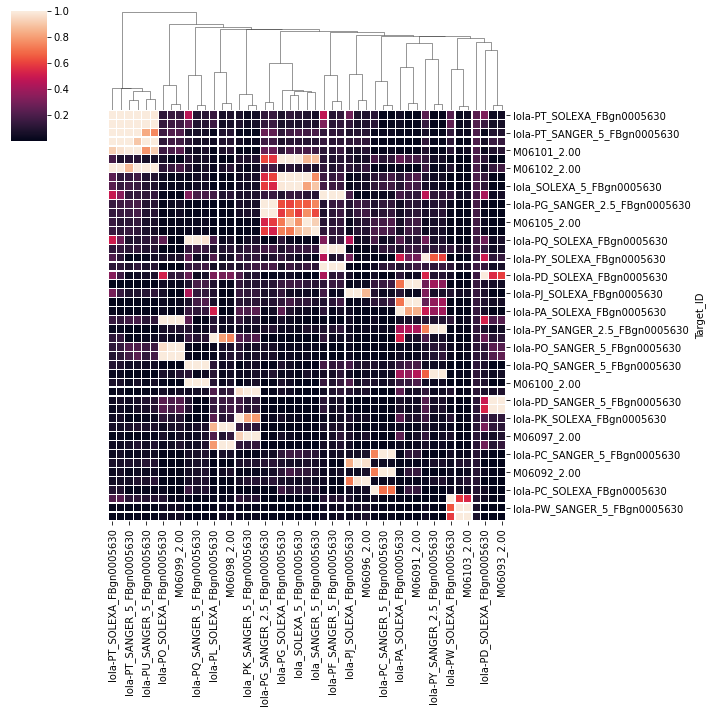 1.0
0.8
0.6
0.4
0.2
lola-PT_SOLEXA_FBgn0005630
lola-PT_SANGER_5_FBgn0005630
M06101_2.00
M06102_2.00
lola_SOLEXA_5_FBgn0005630
lola-PG_SANGER_2.5_FBgn0005630
M06105_2.00
lola-PQ_SOLEXA_FBgn0005630
lola-PY_SOLEXA_FBgn0005630
lola-PD_SOLEXA_FBgn0005630
lola-PJ_SOLEXA_FBgn0005630
lola-PA_SOLEXA_FBgn0005630
lola-PY_SANGER_2.5_FBgn0005630
lola-PO_SANGER_5_FBgn0005630
lola-PQ_SANGER_5_FBgn0005630
M06100_2.00
lola-PD_SANGER_5_FBgn0005630
lola-PK_SOLEXA_FBgn0005630
M06097_2.00
lola-PC_SANGER_5_FBgn0005630
M06092_2.00
lola-PC_SOLEXA_FBgn0005630
lola-PW_SANGER_5_FBgn0005630
Target_ID
lola-PT_SOLEXA_FBgn0005630
lola-PT_SANGER_5_FBgn0005630
lola-PU_SANGER_5_FBgn0005630
lola-PO_SOLEXA_FBgn0005630
M06099_2.00
lola-PQ_SANGER_5_FBgn0005630
lola-PL_SOLEXA_FBgn0005630
M06098_2.00
lola_PK_SANGER_5_FBgn0005630
lola-PG_SANGER_2.5_FBgn0005630
lola-PG_SOLEXA_FBgn0005630
lola_SOLEXA_5_FBgn0005630
lola_SANGER_5_FBgn0005630
lola-PF_SANGER_5_FBgn0005630
lola-PJ_SOLEXA_FBgn0005630
M06096_2.00
lola-PC_SANGER_5_FBgn0005630
lola-PA_SOLEXA_FBgn0005630
M06091_2.00
lola-PY_SANGER_2.5_FBgn0005630
lola-PW_SOLEXA_FBgn0005630
M06103_2.00
lola-PD_SOLEXA_FBgn0005630
M06093_2.00